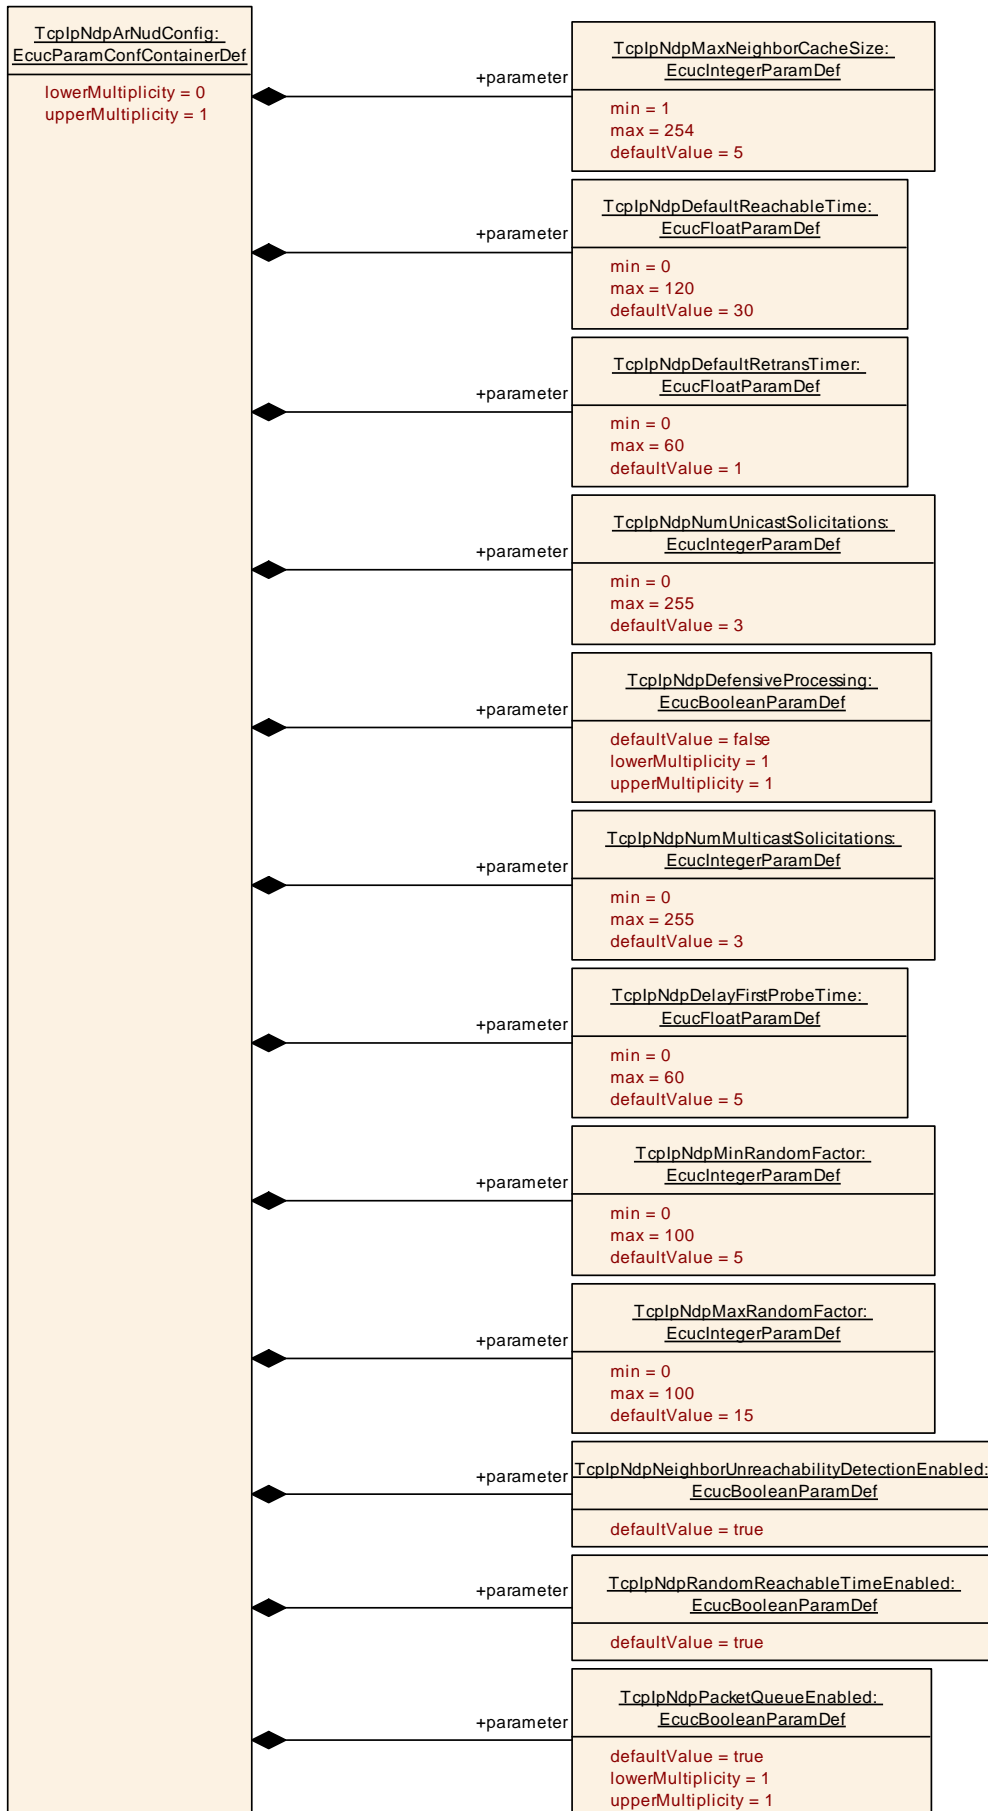 TcpIpNdpArNudConfig:
EcucParamConfContainerDef
lowerMultiplicity = 0
upperMultiplicity = 1
+parameter
TcpIpNdpMaxNeighborCacheSize:
EcucIntegerParamDef
min = 1
max = 254
defaultValue = 5
+parameter
TcpIpNdpDefaultReachableTime:
EcucFloatParamDef
min = 0
max = 120
defaultValue = 30
+parameter
TcpIpNdpDefaultRetransTimer:
EcucFloatParamDef
min = 0
max = 60
defaultValue = 1
+parameter
TcpIpNdpNumUnicastSolicitations:
EcucIntegerParamDef
min = 0
max = 255
defaultValue = 3
+parameter
TcpIpNdpDefensiveProcessing:
EcucBooleanParamDef
defaultValue = false
lowerMultiplicity = 1
upperMultiplicity = 1
+parameter
TcpIpNdpNumMulticastSolicitations:
EcucIntegerParamDef
min = 0
max = 255
defaultValue = 3
+parameter
TcpIpNdpDelayFirstProbeTime:
EcucFloatParamDef
min = 0
max = 60
defaultValue = 5
+parameter
TcpIpNdpMinRandomFactor:
EcucIntegerParamDef
min = 0
max = 100
defaultValue = 5
+parameter
TcpIpNdpMaxRandomFactor:
EcucIntegerParamDef
min = 0
max = 100
defaultValue = 15
+parameter
TcpIpNdpNeighborUnreachabilityDetectionEnabled:
EcucBooleanParamDef
defaultValue = true
+parameter
TcpIpNdpRandomReachableTimeEnabled:
EcucBooleanParamDef
defaultValue = true
+parameter
TcpIpNdpPacketQueueEnabled:
EcucBooleanParamDef
defaultValue = true
lowerMultiplicity = 1
upperMultiplicity = 1